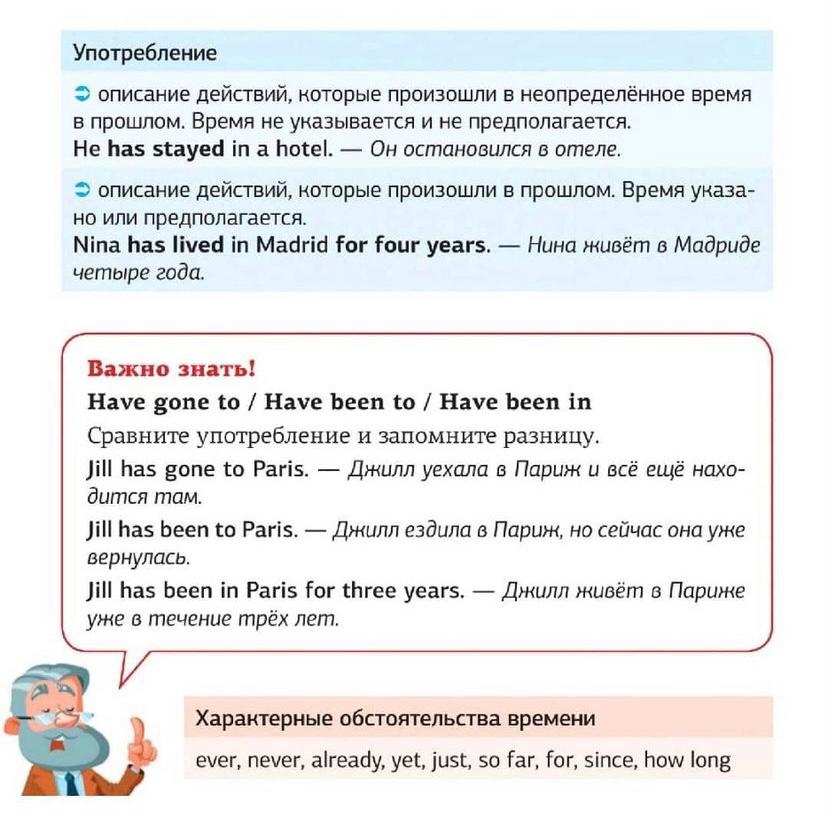 Употребление
➲ описание действий, которые произошли в неопределённое время
в прошлом. Время не указывается и не предполагается.
He has stayed in a hotel. — Он остановился в отеле.
➲ описание действий, которые произошли в прошлом. Время указа-
но или предполагается.
Nina has lived in Madrid for four years. — Нина живёт в Мадриде
четыре года.
Важно знать!
Have gone to / Have been to / Have been in
Сравните употребление и запомните разницу.
Jill has gone to Paris. — Джилл уехала в Париж и всё ещё нахо-
дится там.
Jill has been to Paris. — Джилл ездила в Париж, но сейчас она уже
вернулась.
Jill has been in Paris for three years. — Джилл живёт в Париже
уже в течение трёх лет.
Характерные обстоятельства времени
ever, never, already, yet, just, so far, for, since, how long